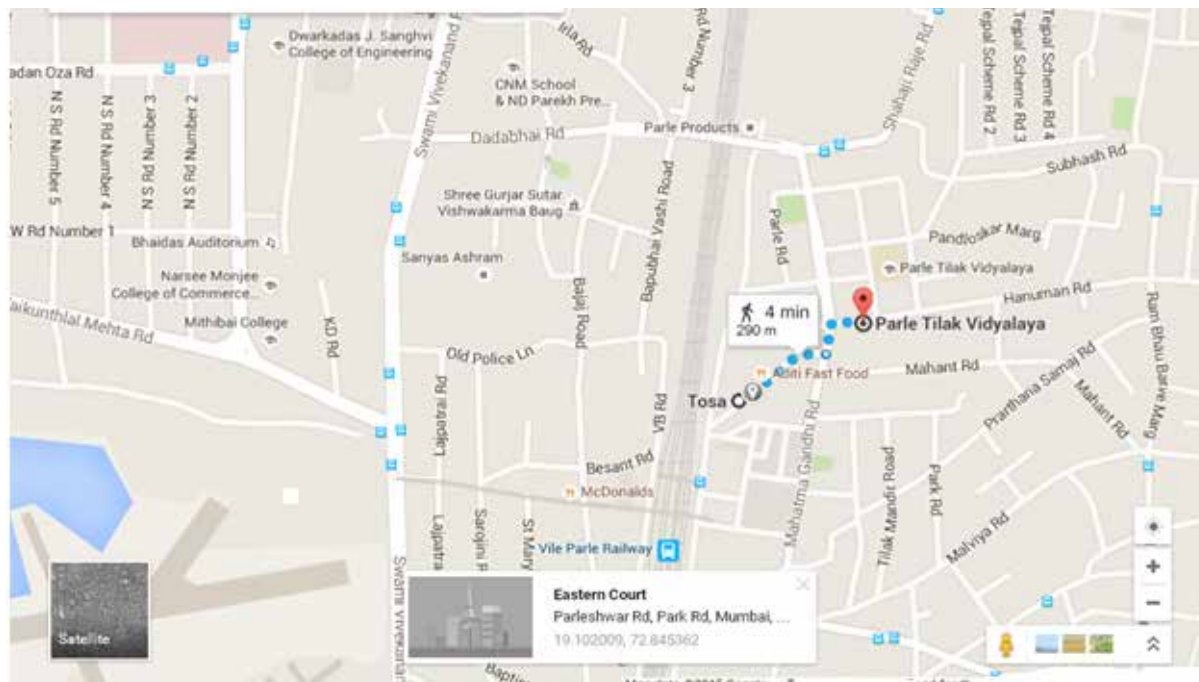 Dwarkadas J. Sanghvi
College of Engineering
adan Oza Rd
N S Rd Number 5
N S Rd Number 4
N S Rd Number 3
N S Rd Number 2
Swami Vivekanand
Irla Rd
Rd Number 3
CNM School
& ND Parekh Pre...
Dadabhai Rd
Parle Products
Shahaji Raje Rd
Tejpal Scheme Rd 2
Tejpal Scheme Rd 3
Tejpal Scheme Rd 4
Subhash Rd
Shree Gurjar Sutar
Vishwakarma Baug
Bapubhai Vashi Road
Parle Rd
Pandloskar Marg
W Rd Number 1
Bhaidas Auditorium
Sanyas Ashram
Narsee Monjee
College of Commerce...
Mithibai College
aikunthlal Mehta Rd
KD Rd
Bajaj Road
Parle Tilak Vidyalaya
Hanuman Rd
4 min
290 m
Parle Tilak Vidyalaya
Ram Bhau Barve Marg
Old Police Ln
Lajpatrai Rd
VB Rd
Aditi Fast Food
Mahant Rd
Prarthana Samaj Rd
Mahant Rd
Tosa
Besant Rd
McDonalds
Mahatma Gandhi Rd
Tilak Mandir Road
Park Rd
Malviya Rd
Lajpatra
Sarojini
St Mary
Vile Parle Railway
Swami Vivekanan
Satellite
Eastern Court
Parleshwar Rd, Park Rd, Mumbai, ...
19.102009, 72.845362
Baptis